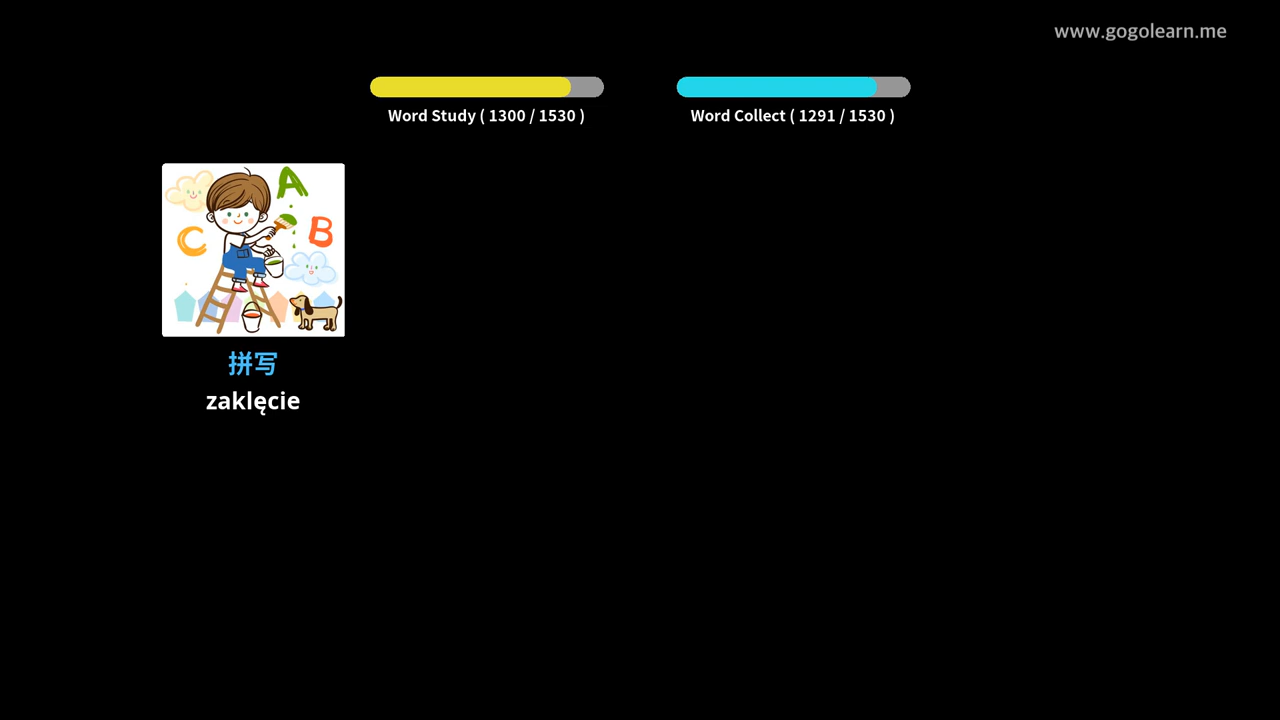 www.gogolearn.me
Word Study ( 1300 / 1530 )
Word Collect ( 1291 / 1530 )
A
B
C
拼写
zaklęcie